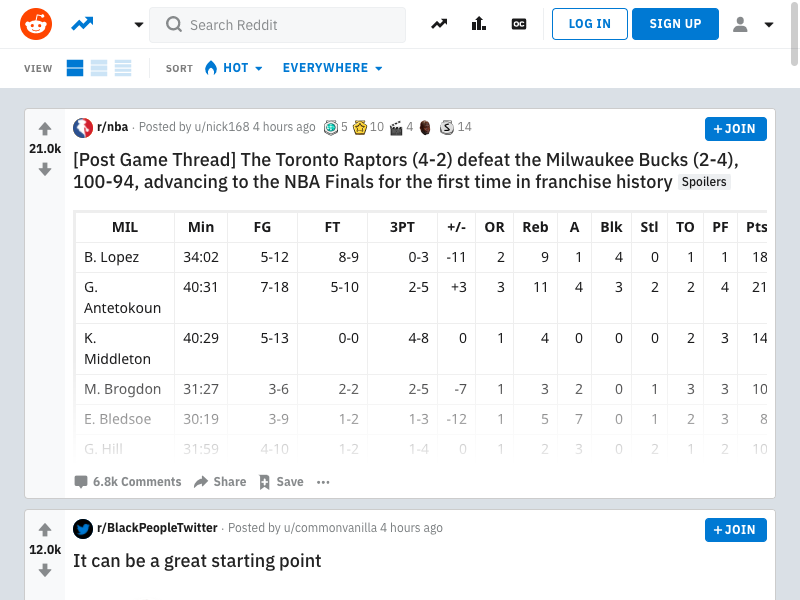 Search Reddit
OC
LOG IN
SIGN UP
VIEW
SORT
HOT
EVERYWHERE
21.0k
r/nba · Posted by u/nick168 4 hours ago 5 10 4 S 14
+ JOIN
[Post Game Thread] The Toronto Raptors (4-2) defeat the Milwaukee Bucks (2-4),
100-94, advancing to the NBA Finals for the first time in franchise history Spoilers
MIL Min FG FT 3PT +/- OR Reb A Blk Stl TO PF Pts
B. Lopez 34:02 5-12 8-9 0-3 -11 2 9 1 4 0 1 1 18
G. 40:31 7-18 5-10 2-5 +3 3 11 4 3 2 2 4 21
Antetokoun
K. 40:29 5-13 0-0 4-8 0 1 4 0 0 0 2 3 14
Middleton
M. Brogdon 31:27 3-6 2-2 2-5 -7 1 3 2 0 1 3 3 10
E. Bledsoe 30:19 3-9 1-2 1-3 -12 1 5 7 0 1 2 3 8
G. Hill 31:59 4-10 1-2 1-4 0 1 2 3 0 2 1 2 10
6.8k Comments Share Save ···
12.0k
r/BlackPeopleTwitter · Posted by u/commonvanilla 4 hours ago
+ JOIN
It can be a great starting point